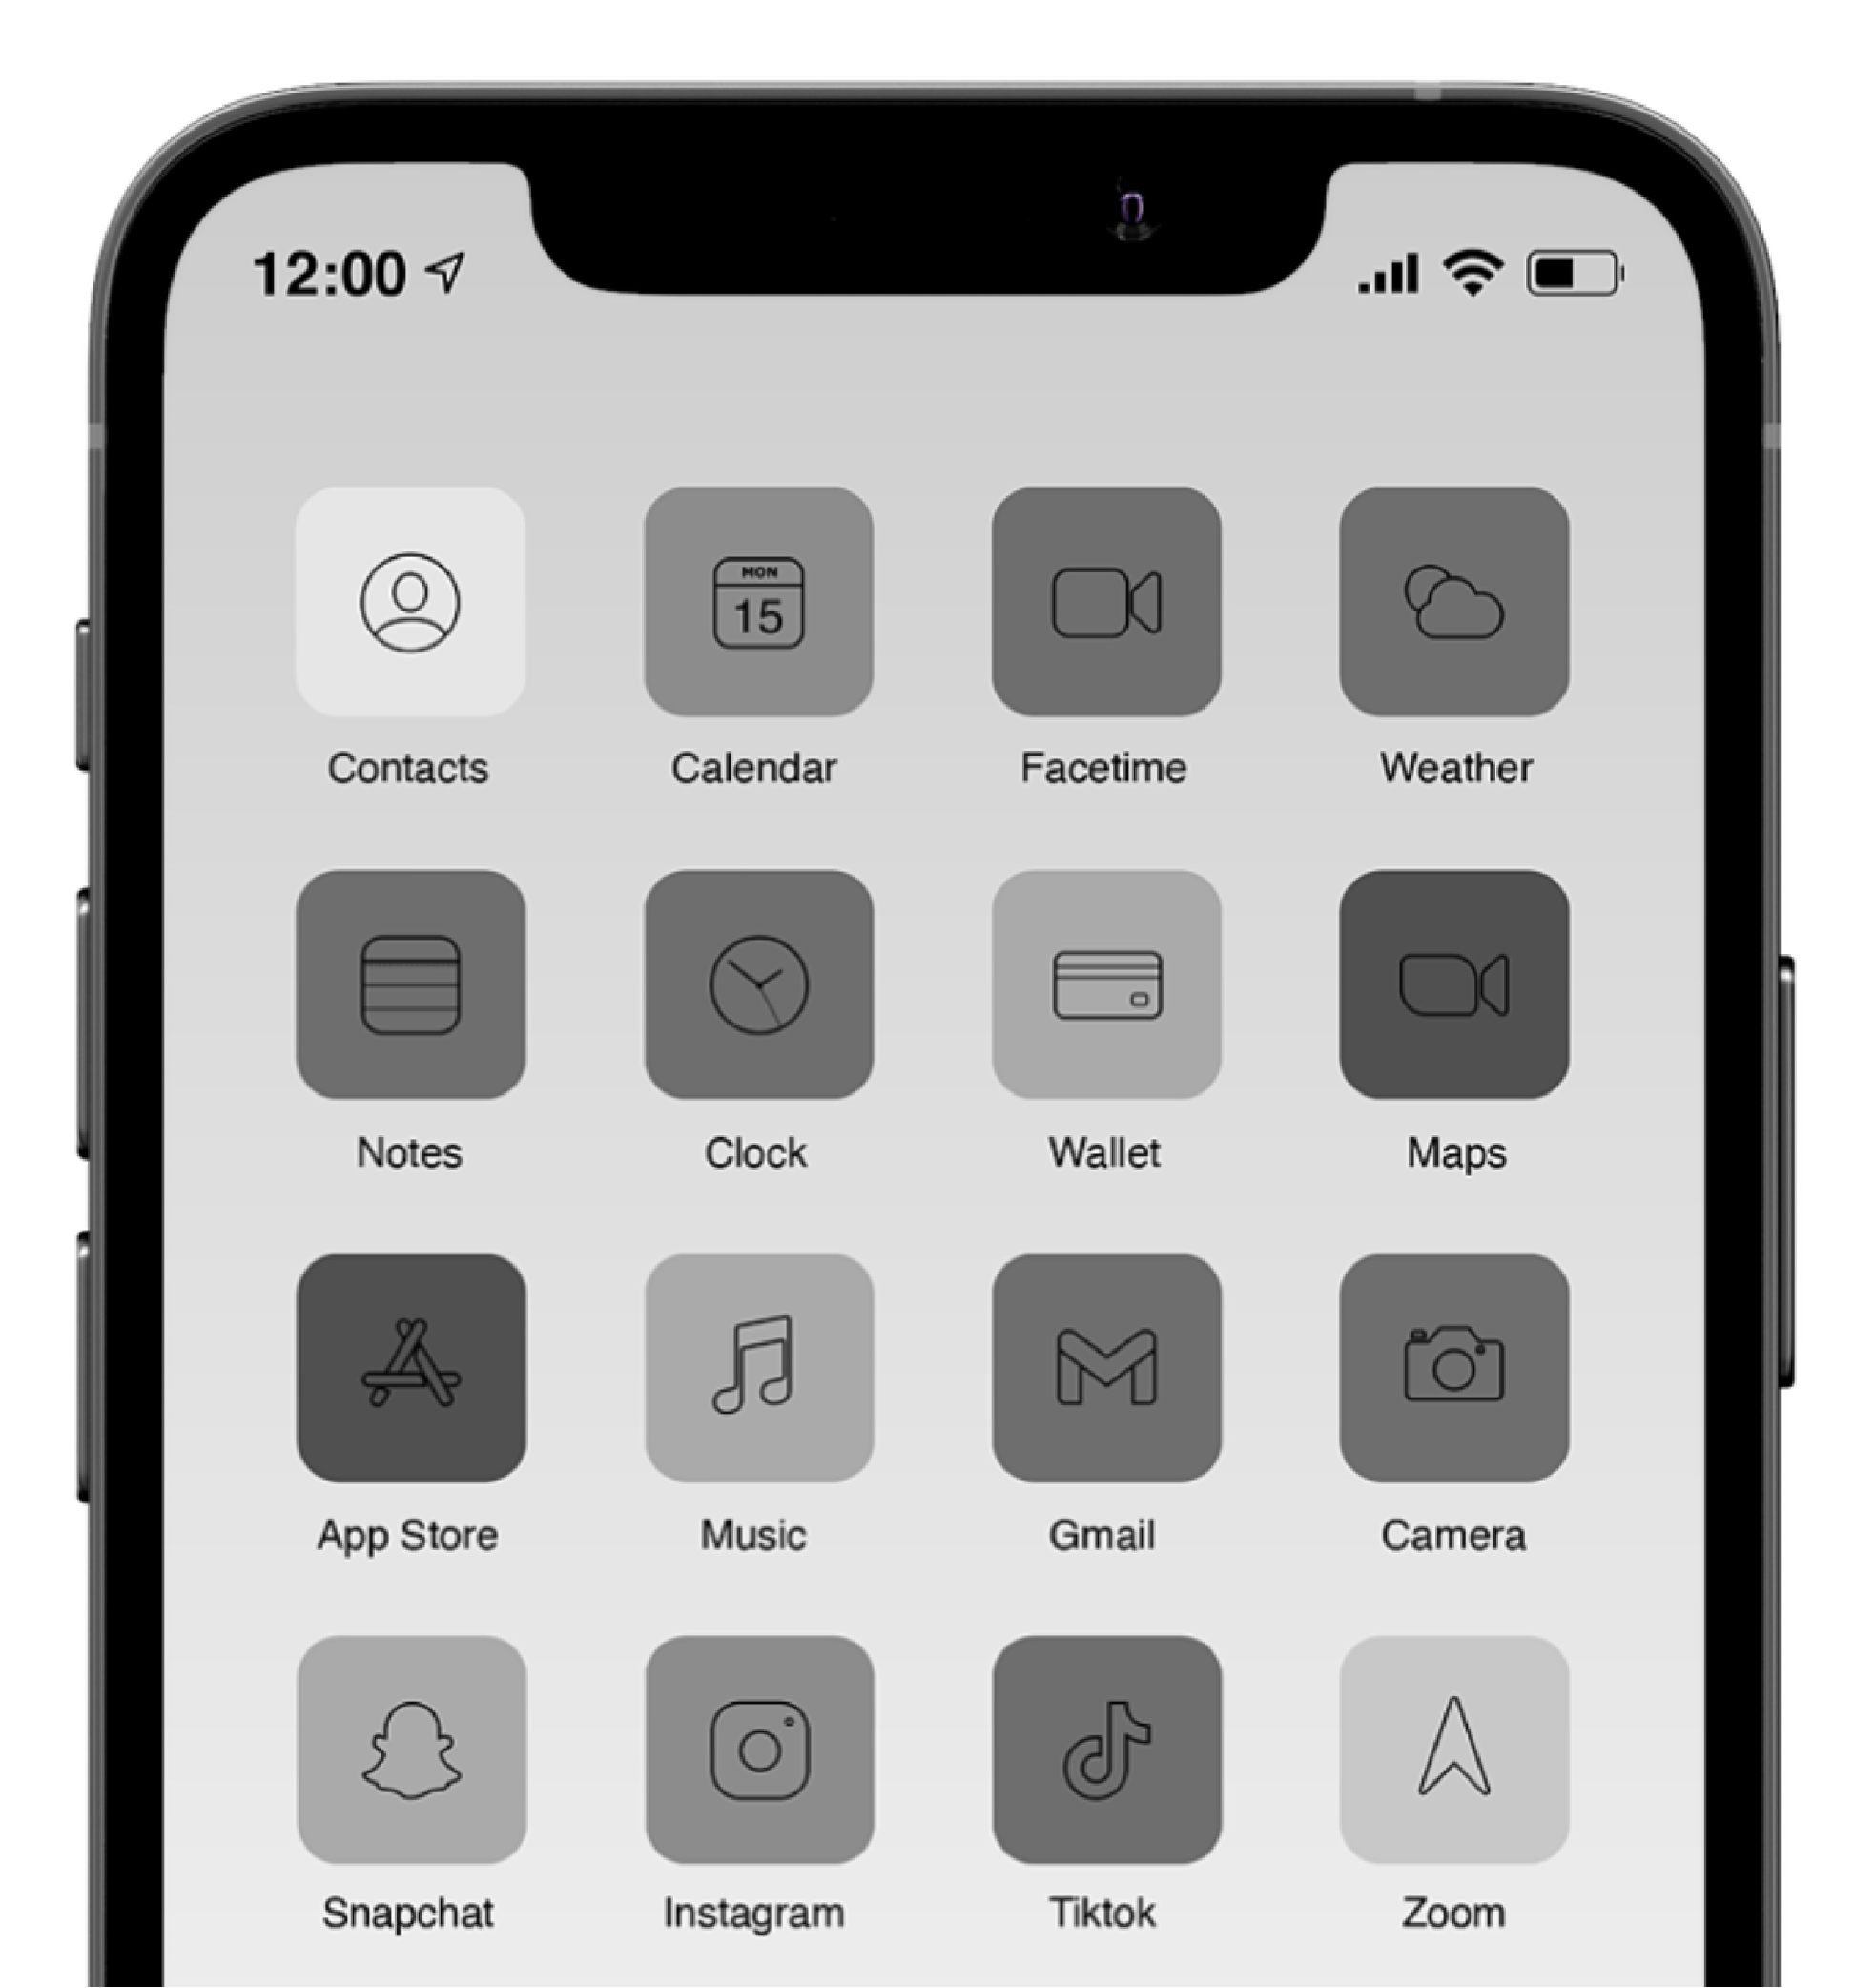 12:00
MON
15
Contacts Calendar Facetime Weather
Notes Clock Wallet Maps
App Store Music Gmail Camera
Snapchat Instagram Tiktok Zoom